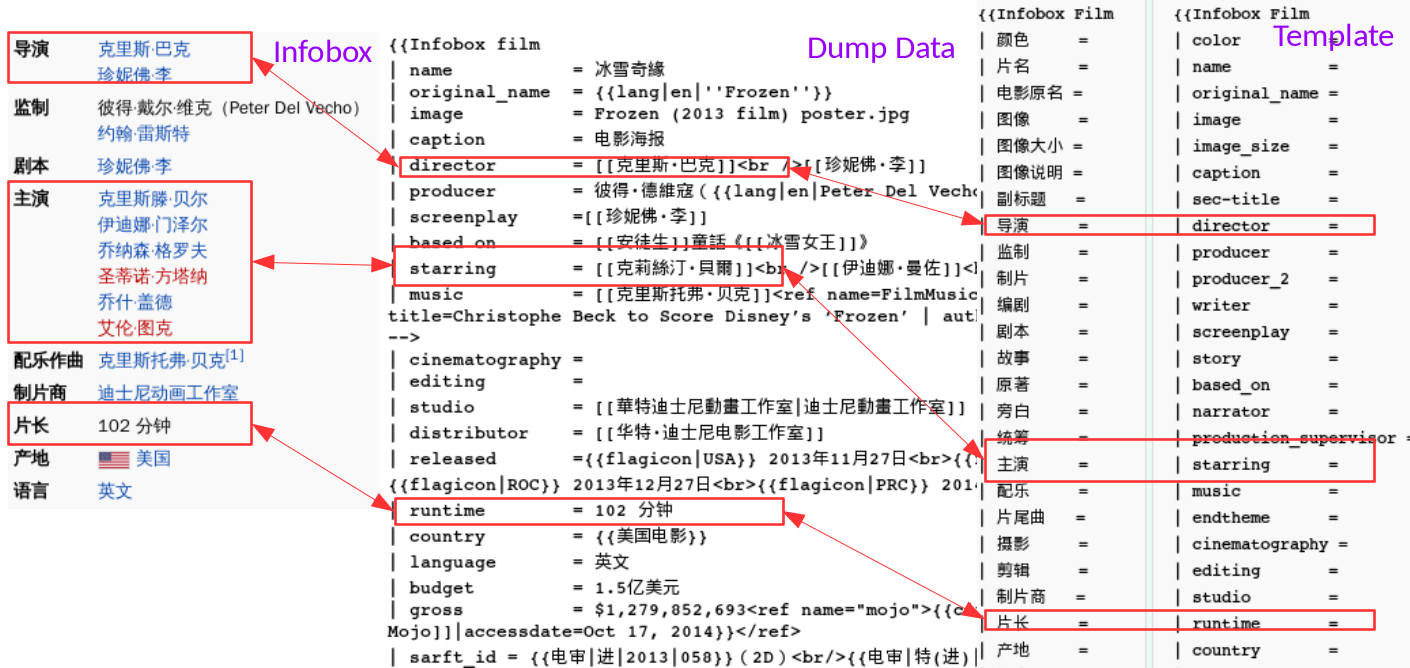 Infobox
导演 克里斯·巴克
珍妮佛·李
监制 彼得·戴尔·维克（Peter Del Vecho）
约翰·雷斯特
剧本 珍妮佛·李
主演 克里斯滕·贝尔
伊迪娜·门泽尔
乔纳森·格罗夫
圣蒂诺·方塔纳
乔什·盖德
艾伦·图克
配乐作曲 克里斯托弗·贝克[1]
制片商 迪士尼动画工作室
片长 102 分钟
产地 美国
语言 英文
Dump Data
{{Infobox film
| name = 冰雪奇緣
| original_name = {{lang|en|''Frozen''}}
| image = Frozen (2013 film) poster.jpg
| caption = 电影海报
| director = [[克里斯·巴克]]<br />[[珍妮佛·李]]
| producer = 彼得·德維寇（{{lang|en|Peter Del Vecho
| screenplay =[[珍妮佛·李]]
| based_on = [[安徒生]]童話《[[冰雪女王]]》
| starring = [[克莉絲汀·貝爾]]<br />[[伊迪娜·曼佐]]<
| music = [[克里斯托弗·贝克]]<ref name=FilmMusic
title=Christophe Beck to Score Disney's 'Frozen' | aut
-->
| cinematography =
| editing =
| studio = [[華特迪士尼動畫工作室|迪士尼動畫工作室]]
| distributor = [[华特·迪士尼电影工作室]]
| released ={{flagicon|USA}} 2013年11月27日<br>{{
{{flagicon|ROC}} 2013年12月27日<br>{{flagicon|PRC}} 201
| runtime = 102 分钟
| country = {{美国电影}}
| language = 英文
| budget = 1.5亿美元
| gross = $1,279,852,693<ref name="mojo">{{c
Mojo]]|accessdate=Oct 17, 2014}}</ref>
| sarft_id = {{电审|进|2013|058}}（2D）<br/>{{电审|特(进)|
Template
{{Infobox Film
| 颜色 =
| 片名 =
| 电影原名 =
| 图像 =
| 图像大小 =
| 图像说明 =
| 副标题 =
| 导演 =
| 监制 =
| 制片 =
| 编剧 =
| 剧本 =
| 故事 =
| 原著 =
| 旁白 =
| 统筹 =
| 主演 =
| 配乐 =
| 片尾曲 =
| 摄影 =
| 剪辑 =
| 制片商 =
| 片长 =
| 产地 =
{{Infobox Film
| color =
| name =
| original_name =
| image =
| image_size =
| caption =
| sec-title =
| director =
| producer =
| producer_2 =
| writer =
| screenplay =
| story =
| based_on =
| narrator =
| production_supervisor =
| starring =
| music =
| endtheme =
| cinematography =
| editing =
| studio =
| runtime =
| country =